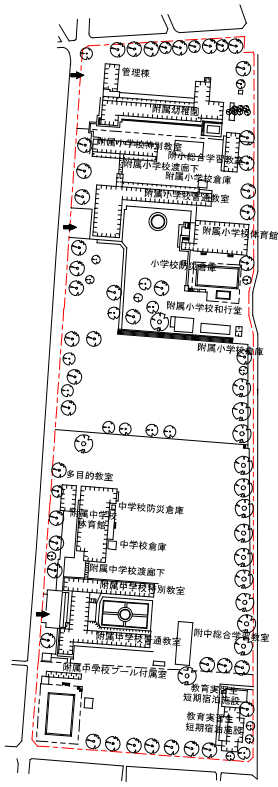 管理棟
附属幼稚園
附属小学校特別教室
附小総合学習教室
附属小学校渡廊下
附属小学校倉庫
附属小学校普通教室
附属小学校体育館
小学校防災倉庫
附属小学校和行堂
附属小学校倉庫
多目的教室
中学校防災倉庫
附属中学校
体育館
中学校倉庫
附属中学校渡廊下
附属中学校特別教室
附属中学校普通教室
附中総合学習教室
附属中学校プール付属室
教育実習生
短期宿泊施設
教育実習生
短期宿泊施設